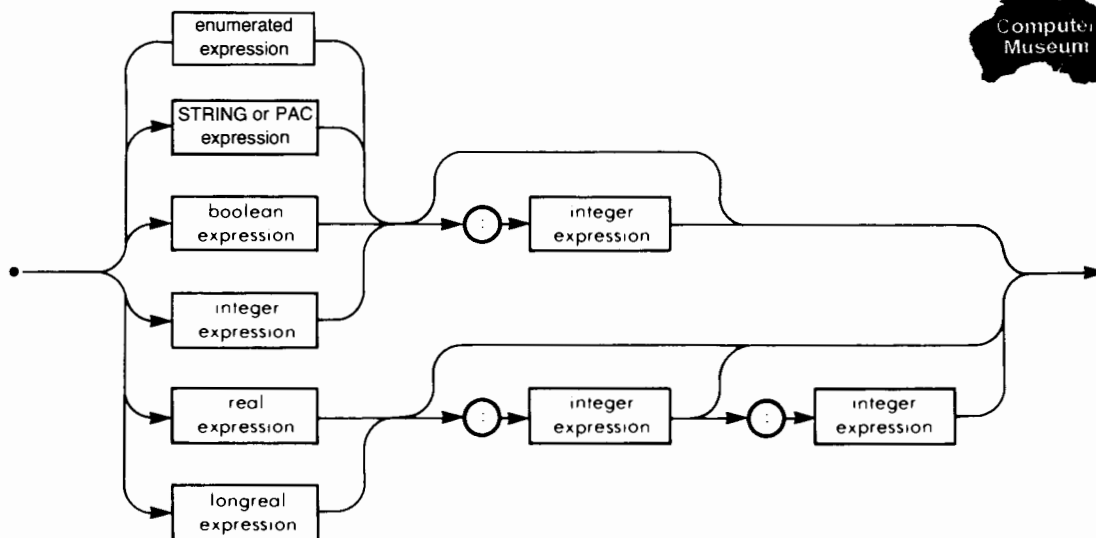 Computer
Museum
enumerated
expression
STRING or PAC
expression
boolean
expression
:
integer
expression
integer
expression
real
expression
:
integer
expression
:
integer
expression
longreal
expression